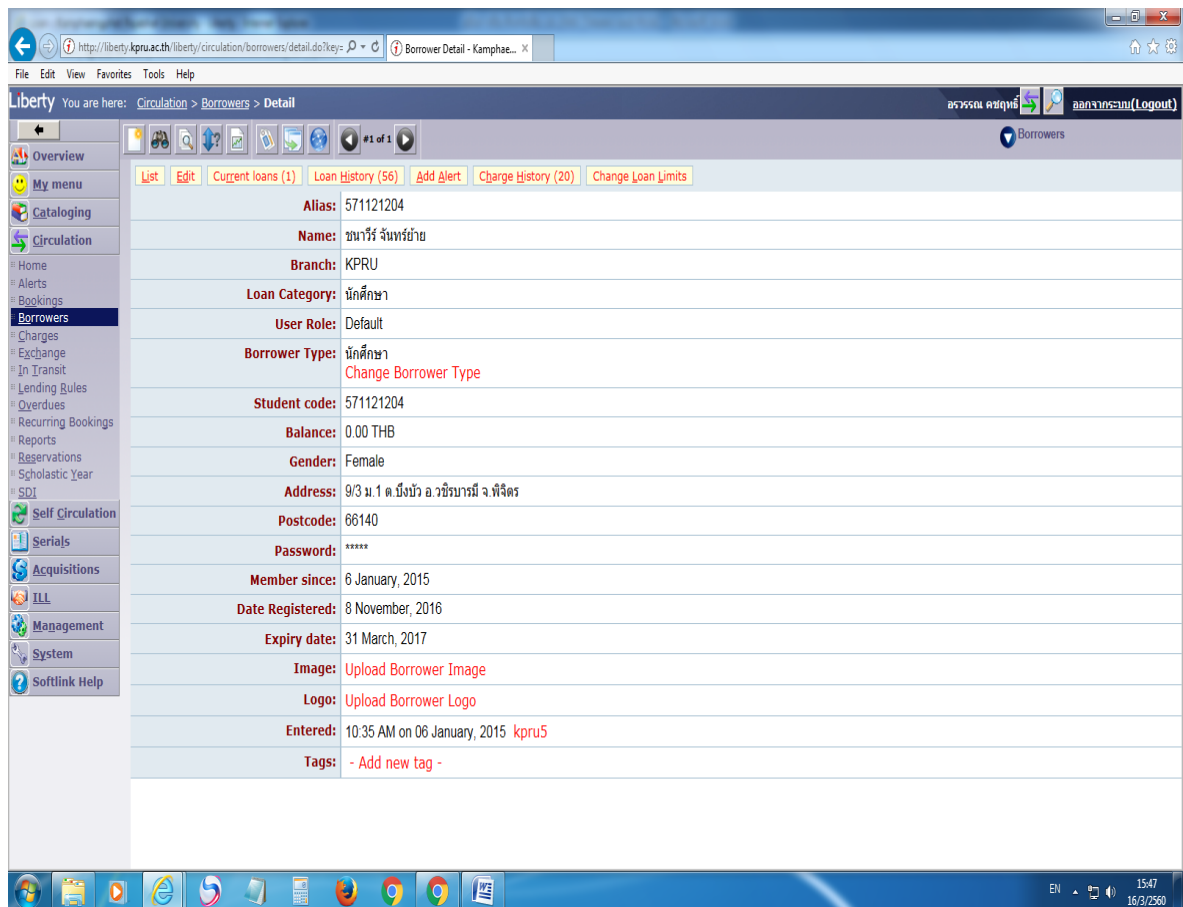 http://liberty.kpru.ac.th/liberty/circulation/borrowers/detail.do?key=
Borrower Detail - Kamphae...
File Edit View Favorites Tools Help
Liberty You are here: Circulation > Borrowers > Detail
อรวรรณ คชฤทธิ์ ออกจากระบบ(Logout)
#1 of 1
Borrowers
Overview
My menu
Cataloging
Circulation
Home
Alerts
Bookings
Borrowers
Charges
Exchange
In Transit
Lending Rules
Overdues
Recurring Bookings
Reports
Reservations
Scholastic Year
SDI
Self Circulation
Serials
Acquisitions
ILL
Management
System
Softlink Help
List Edit Current loans (1) Loan History (56) Add Alert Charge History (20) Change Loan Limits
Alias: 571121204
Name: ชนาวีร์ จันทร์ย้าย
Branch: KPRU
Loan Category: นักศึกษา
User Role: Default
Borrower Type: นักศึกษา
Change Borrower Type
Student code: 571121204
Balance: 0.00 THB
Gender: Female
Address: 9/3 ม.1 ต.บึงบัว อ.วชิรบารมี จ.พิจิตร
Postcode: 66140
Password: *****
Member since: 6 January, 2015
Date Registered: 8 November, 2016
Expiry date: 31 March, 2017
Image: Upload Borrower Image
Logo: Upload Borrower Logo
Entered: 10:35 AM on 06 January, 2015 kpru5
Tags: - Add new tag -
EN
15:47
16/3/2560